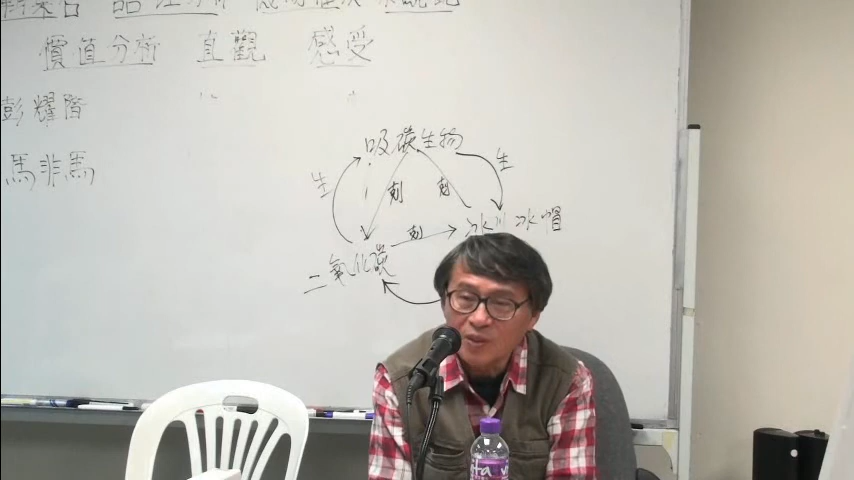 價值分析 直觀 感受
彭耀階
馬非馬
吸碳生物
生
生
剋
剋
剋
冰川冰帽
二氧化碳